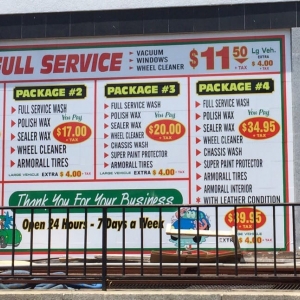 FULL SERVICE
VACUUM
WINDOWS
WHEEL CLEANER
$11 50
+ TAX
Lg Veh.
EXTRA
$ 4.00
+ TAX
PACKAGE #2
FULL SERVICE WASH
POLISH WAX
SEALER WAX
WHEEL CLEANER
ARMORALL TIRES
You Pay
$17.00
+ TAX
LARGE VEHICLE EXTRA $ 4.00 + TAX
PACKAGE #3
FULL SERVICE WASH
POLISH WAX
SEALER WAX
WHEEL CLEANER
CHASSIS WASH
SUPER PAINT PROTECTOR
ARMORALL TIRES
You Pay
$20.00
+ TAX
LARGE VEHICLE EXTRA $ 4.00 + TAX
PACKAGE #4
FULL SERVICE WASH
POLISH WAX
SEALER WAX
WHEEL CLEANER
CHASSIS WASH
SUPER PAINT PROTECTOR
ARMORALL TIRES
ARMORALL INTERIOR
WITH LEATHER CONDITION
You Pay
$34.95
+ TAX
$39.95
+ TAX
EXTRA $ 4.00
Thank You For Your Business
Open 24 Hours - 7 Days a Week